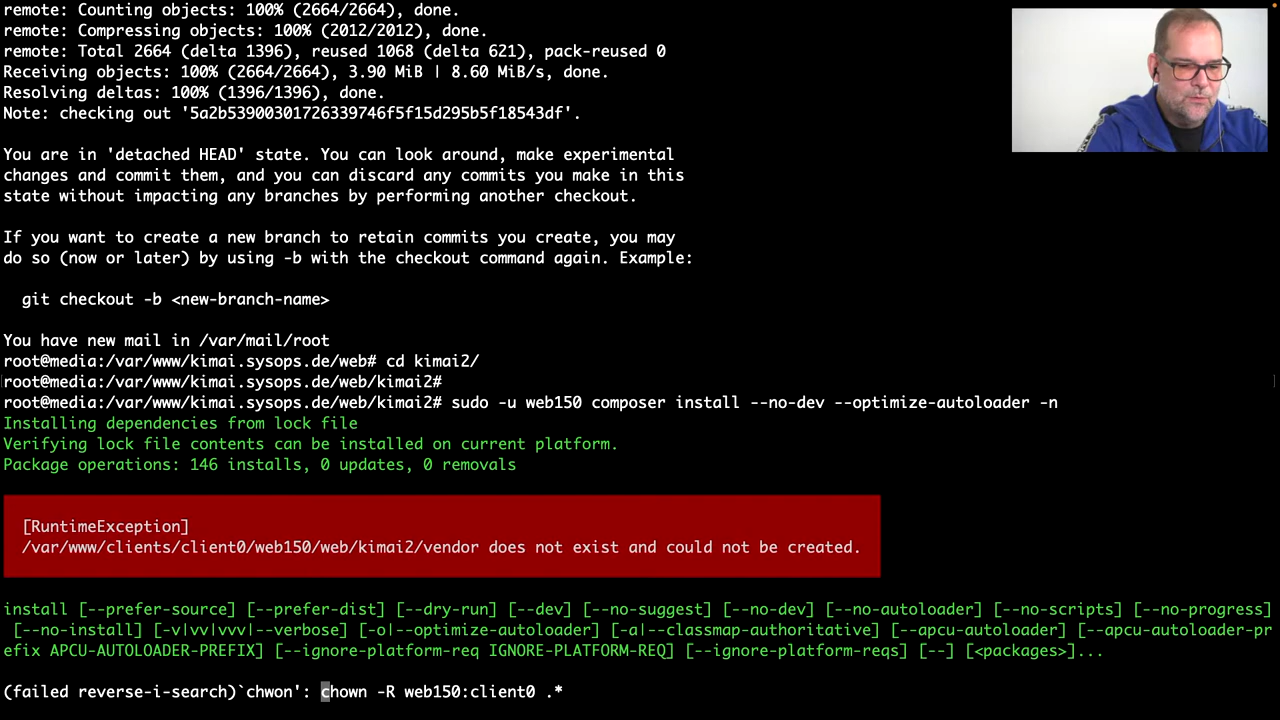 remote: Counting objects: 100% (2664/2664), done.
remote: Compressing objects: 100% (2012/2012), done.
remote: Total 2664 (delta 1396), reused 1068 (delta 621), pack-reused 0
Receiving objects: 100% (2664/2664), 3.90 MiB | 8.60 MiB/s, done.
Resolving deltas: 100% (1396/1396), done.
Note: checking out '5a2b53900301726339746f5f15d295b5f18543df'.
You are in 'detached HEAD' state. You can look around, make experimental
changes and commit them, and you can discard any commits you make in this
state without impacting any branches by performing another checkout.
If you want to create a new branch to retain commits you create, you may
do so (now or later) by using -b with the checkout command again. Example:
git checkout -b <new-branch-name>
You have new mail in /var/mail/root
root@media:/var/www/kimai.sysops.de/web# cd kimai2/
root@media:/var/www/kimai.sysops.de/web/kimai2#
root@media:/var/www/kimai.sysops.de/web/kimai2# sudo -u web150 composer install --no-dev --optimize-autoloader -n
Installing dependencies from lock file
Verifying lock file contents can be installed on current platform.
Package operations: 146 installs, 0 updates, 0 removals
[RuntimeException]
/var/www/clients/client0/web150/web/kimai2/vendor does not exist and could not be created.
install [--prefer-source] [--prefer-dist] [--dry-run] [--dev] [--no-suggest] [--no-dev] [--no-autoloader] [--no-scripts] [--no-progress]
[--no-install] [-v|vv|vvv|--verbose] [-o|--optimize-autoloader] [-a|--classmap-authoritative] [--apcu-autoloader] [--apcu-autoloader-pr
efix APCU-AUTOLOADER-PREFIX] [--ignore-platform-req IGNORE-PLATFORM-REQ] [--ignore-platform-reqs] [--] [<packages>]...
(failed reverse-i-search)`chwon': chown -R web150:client0 .*